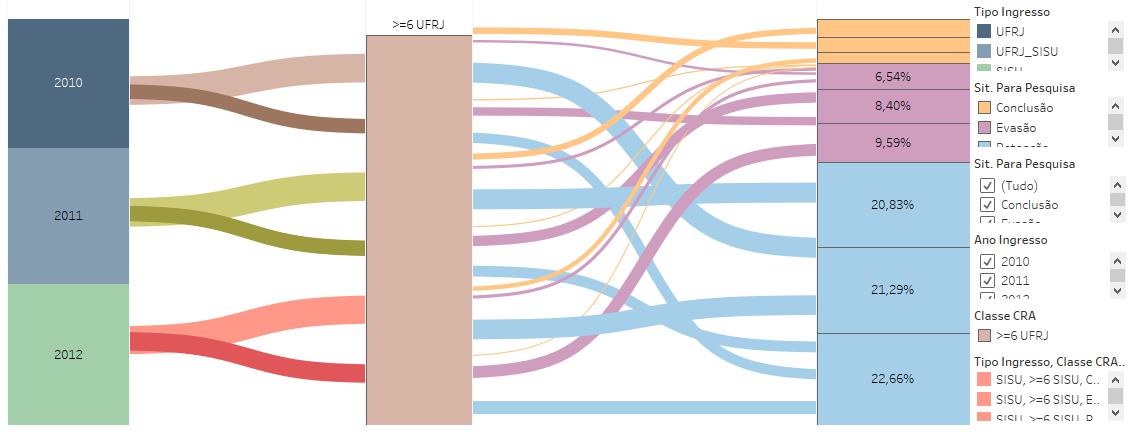 2010
2011
2012
>=6 UFRJ
6,54%
8,40%
9,59%
20,83%
21,29%
22,66%
Tipo Ingresso
UFRJ
UFRJ_SISU
SISU
Sit. Para Pesquisa
Conclusão
Evasão
Retenção
Sit. Para Pesquisa
(Tudo)
Conclusão
Evasão
Ano Ingresso
2010
2011
2012
Classe CRA
>=6 UFRJ
Tipo Ingresso, Classe CRA..
SISU, >=6 SISU, C..
SISU, >=6 SISU, E..
SISU, >=6 SISU, R..